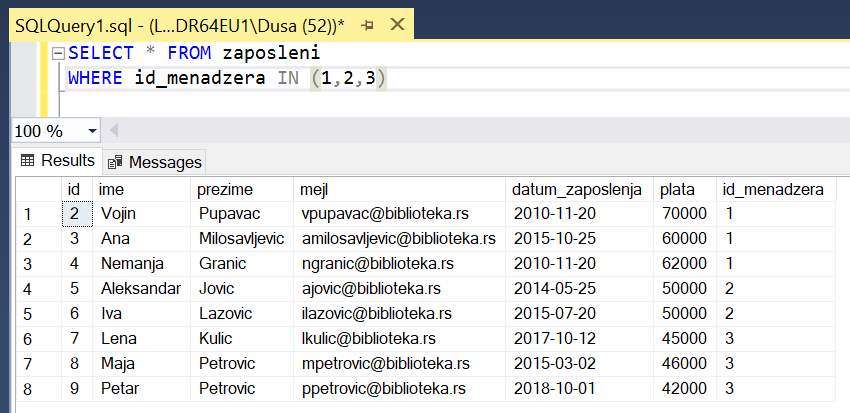 SQLQuery1.sql - (L...DR64EU1\Dusa (52))*
SELECT * FROM zaposleni
WHERE id_menadzera IN (1,2,3)
100 %
Results Messages
id ime prezime mejl datum_zaposlenja plata id_menadzera
1 2 Vojin Pupavac vpupavac@biblioteka.rs 2010-11-20 70000 1
2 3 Ana Milosavljevic amilosavljevic@biblioteka.rs 2015-10-25 60000 1
3 4 Nemanja Granic ngranic@biblioteka.rs 2010-11-20 62000 1
4 5 Aleksandar Jovic ajovic@biblioteka.rs 2014-05-25 50000 2
5 6 Iva Lazovic ilazovic@biblioteka.rs 2015-07-20 50000 2
6 7 Lena Kulic lkulic@biblioteka.rs 2017-10-12 45000 3
7 8 Maja Petrovic mpetrovic@biblioteka.rs 2015-03-02 46000 3
8 9 Petar Petrovic ppetrovic@biblioteka.rs 2018-10-01 42000 3